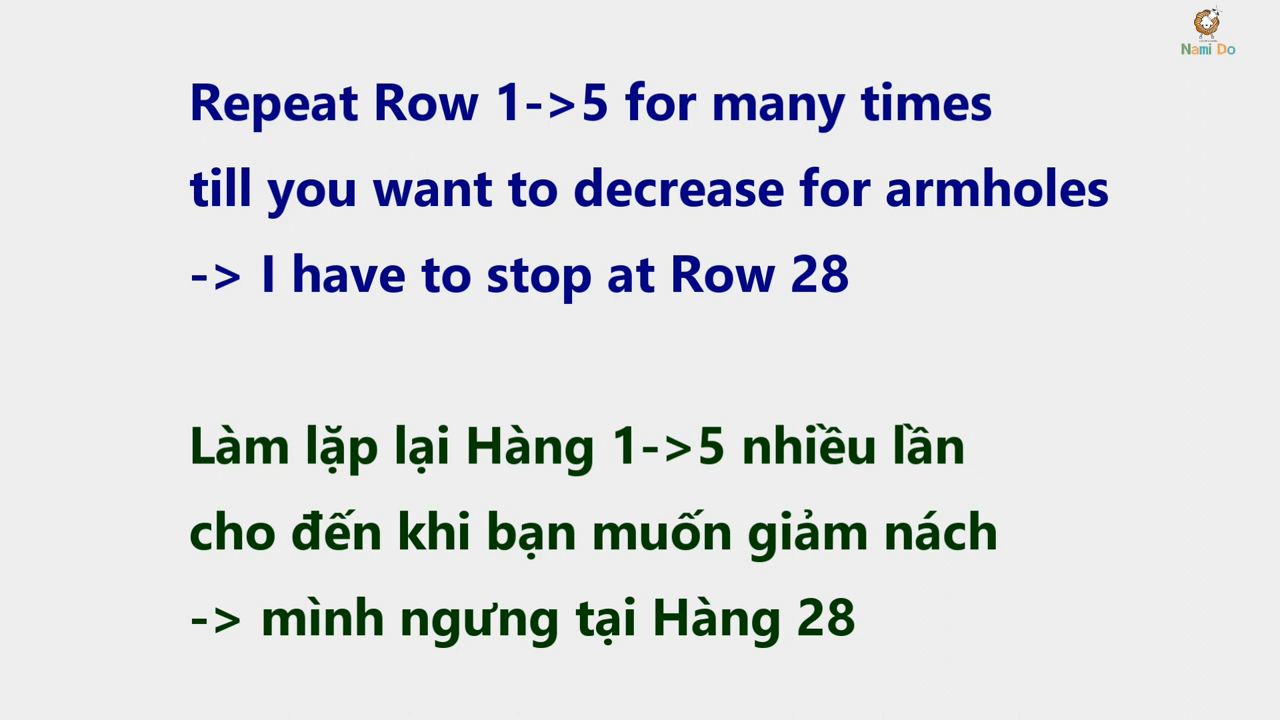 Nami Do
Repeat Row 1->5 for many times
till you want to decrease for armholes
-> I have to stop at Row 28
Làm lặp lại Hàng 1->5 nhiều lần
cho đến khi bạn muốn giảm nách
-> mình ngưng tại Hàng 28